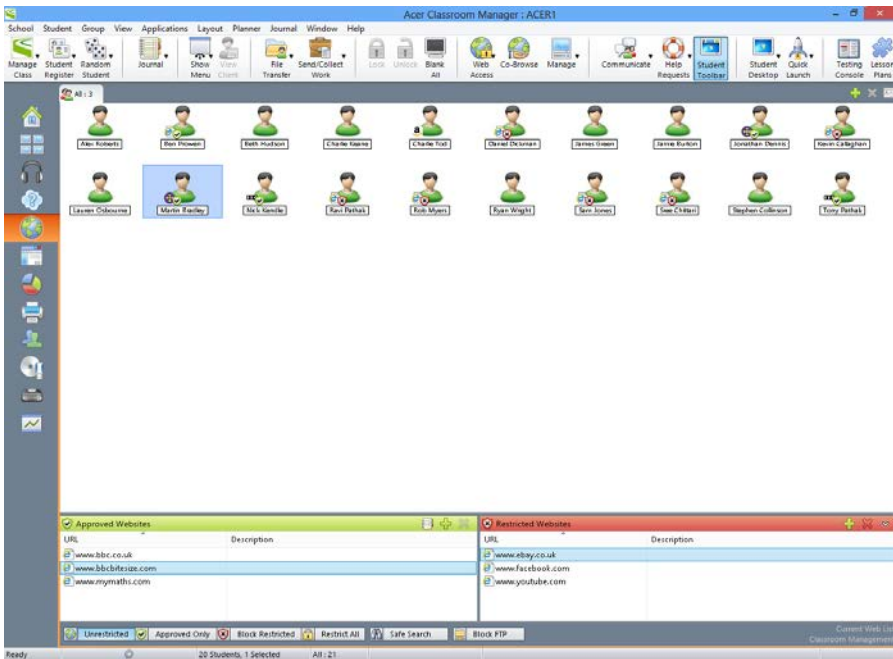 Acer Classroom Manager : ACER1
School Student Group View Applications Layout Planner Journal Window Help
Manage Class
Student Register
Random Student
Journal
Show Menu
View Client
File Transfer
Send/Collect Work
Lock
Unlock
Blank All
Web Access
Co-Browse
Manage
Communicate
Help Requests
Student Toolbar
Student Desktop
Quick Launch
Testing Console
Lesson Plans
All : 3
Alex Roberts
Ben Prowen
Beth Hudson
Charlie Keane
Charlie Tod
Daniel Dickman
James Green
Jamie Burton
Jonathan Dennis
Kevin Callaghan
Lauren Osbourne
Martin Bradley
Nick Kendle
Ravi Pathak
Rob Myers
Ryan Wright
Sam Jones
Stephen Collinson
Tony Pathak
Approved Websites
URL Description
www.bbc.co.uk
www.bbcbitesize.com
www.mymaths.com
Restricted Websites
URL Description
www.ebay.co.uk
www.facebook.com
www.youtube.com
Unrestricted Approved Only Block Restricted Restrict All Safe Search Block FTP
Current Web Lis
Classroom Management
Ready 20 Students, 1 Selected All : 21